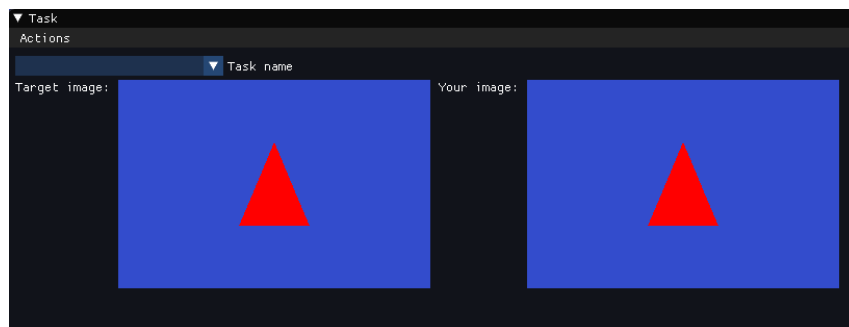 Task
Actions
Task name
Target image:
Your image: